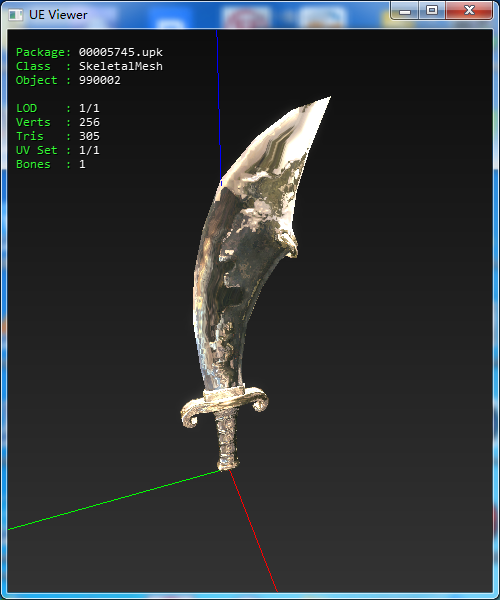 UE Viewer
Package: 00005745.upk
Class : SkeletalMesh
Object : 990002
LOD : 1/1
Verts : 256
Tris : 305
UV Set : 1/1
Bones : 1